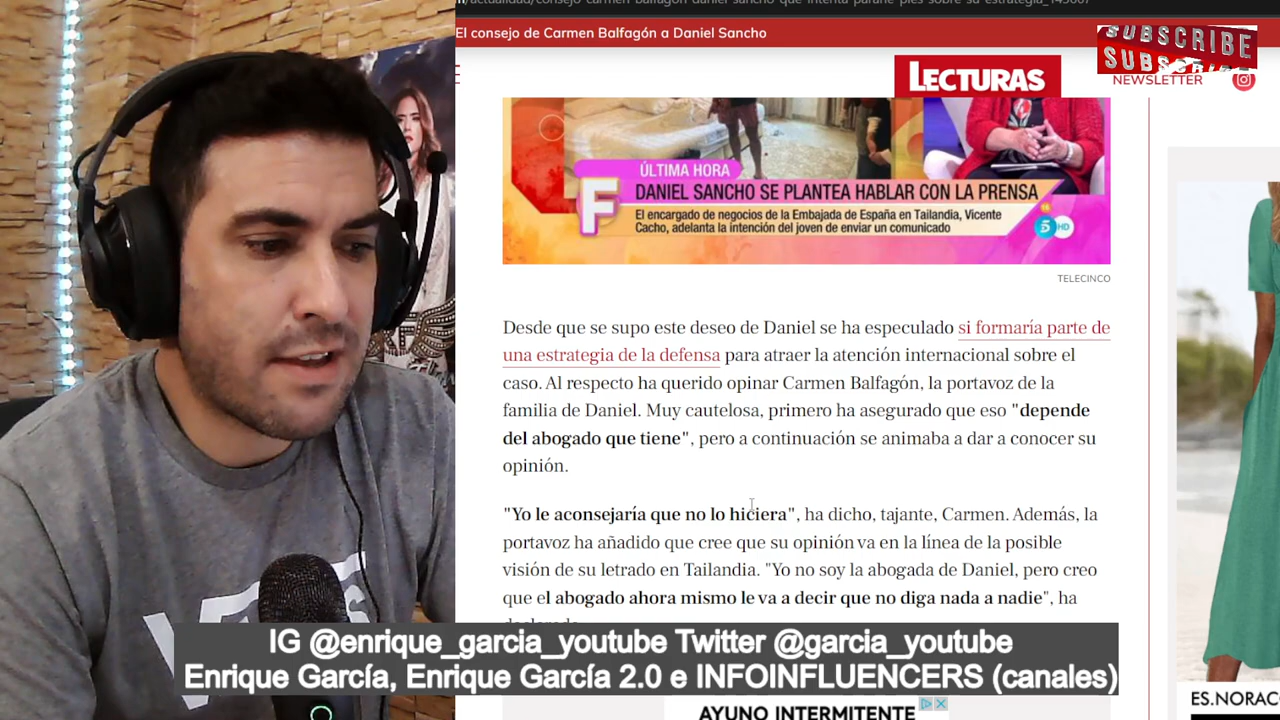 El consejo de Carmen Balfagón a Daniel Sancho
SUBSCRIBE
LECTURAS
NEWSLETTER
ÚLTIMA HORA
F
DANIEL SANCHO SE PLANTEA HABLAR CON LA PRENSA
El encargado de negocios de la Embajada de España en Tailandia, Vicente
Cacho, adelanta la intención del joven de enviar un comunicado
5 HD
TELECINCO
Desde que se supo este deseo de Daniel se ha especulado si formaría parte de
una estrategia de la defensa para atraer la atención internacional sobre el
caso. Al respecto ha querido opinar Carmen Balfagón, la portavoz de la
familia de Daniel. Muy cautelosa, primero ha asegurado que eso "depende
del abogado que tiene", pero a continuación se animaba a dar a conocer su
opinión.
"Yo le aconsejaría que no lo hiciera", ha dicho, tajante, Carmen. Además, la
portavoz ha añadido que cree que su opinión va en la línea de la posible
visión de su letrado en Tailandia. "Yo no soy la abogada de Daniel, pero creo
que el abogado ahora mismo le va a decir que no diga nada a nadie", ha
IG @enrique_garcia_youtube Twitter @garcia_youtube
Enrique García, Enrique García 2.0 e INFOINFLUENCERS (canales)
AYUNO INTERMITENTE